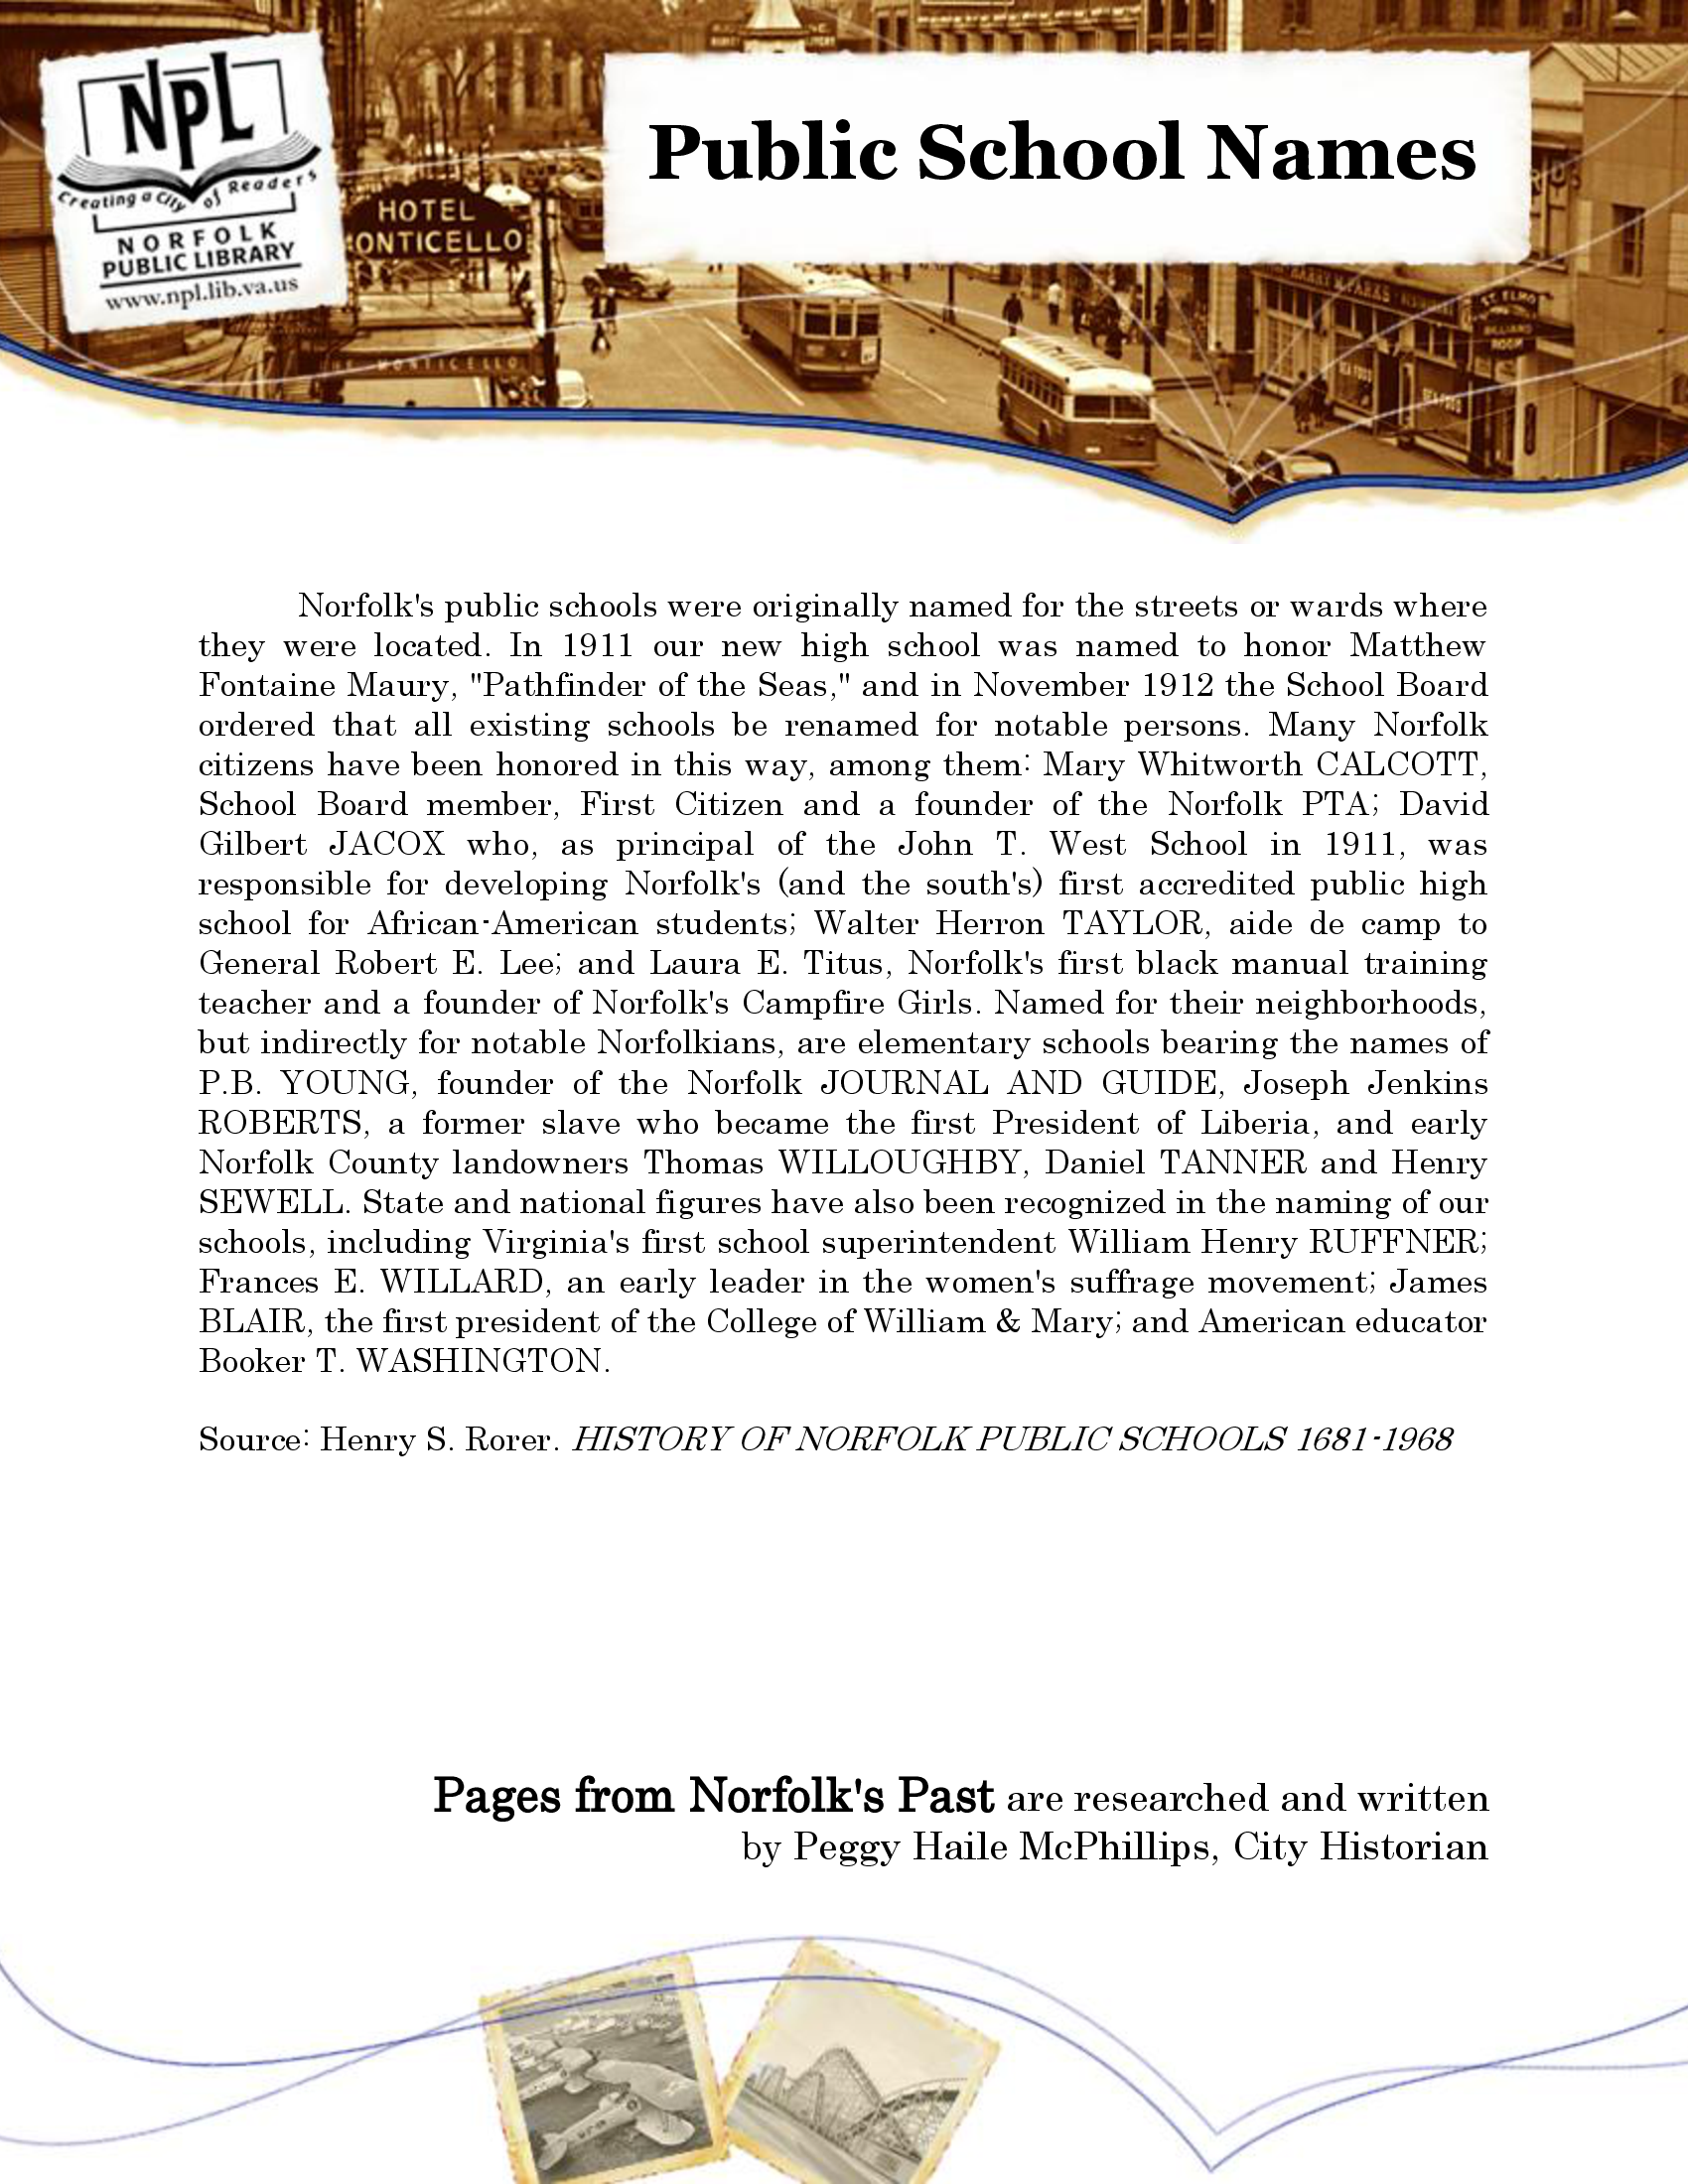 NPL
Creating a City of Readers
NORFOLK
PUBLIC LIBRARY
www.npl.lib.va.us
HOTEL
MONTICELLO
MONTICELLO
Public School Names
ST. ELMO
BILLIARD
ROOM
SEA FOOD
SEAFOOD
Norfolk's public schools were originally named for the streets or wards where
they were located. In 1911 our new high school was named to honor Matthew
Fontaine Maury, "Pathfinder of the Seas," and in November 1912 the School Board
ordered that all existing schools be renamed for notable persons. Many Norfolk
citizens have been honored in this way, among them: Mary Whitworth CALCOTT,
School Board member, First Citizen and a founder of the Norfolk PTA; David
Gilbert JACOX who, as principal of the John T. West School in 1911, was
responsible for developing Norfolk's (and the south's) first accredited public high
school for African-American students; Walter Herron TAYLOR, aide de camp to
General Robert E. Lee; and Laura E. Titus, Norfolk's first black manual training
teacher and a founder of Norfolk's Campfire Girls. Named for their neighborhoods,
but indirectly for notable Norfolkians, are elementary schools bearing the names of
P.B. YOUNG, founder of the Norfolk JOURNAL AND GUIDE, Joseph Jenkins
ROBERTS, a former slave who became the first President of Liberia, and early
Norfolk County landowners Thomas WILLOUGHBY, Daniel TANNER and Henry
SEWELL. State and national figures have also been recognized in the naming of our
schools, including Virginia's first school superintendent William Henry RUFFNER;
Frances E. WILLARD, an early leader in the women's suffrage movement; James
BLAIR, the first president of the College of William & Mary; and American educator
Booker T. WASHINGTON.
Source: Henry S. Rorer. HISTORY OF NORFOLK PUBLIC SCHOOLS 1681-1968
Pages from Norfolk's Past are researched and written
by Peggy Haile McPhillips, City Historian